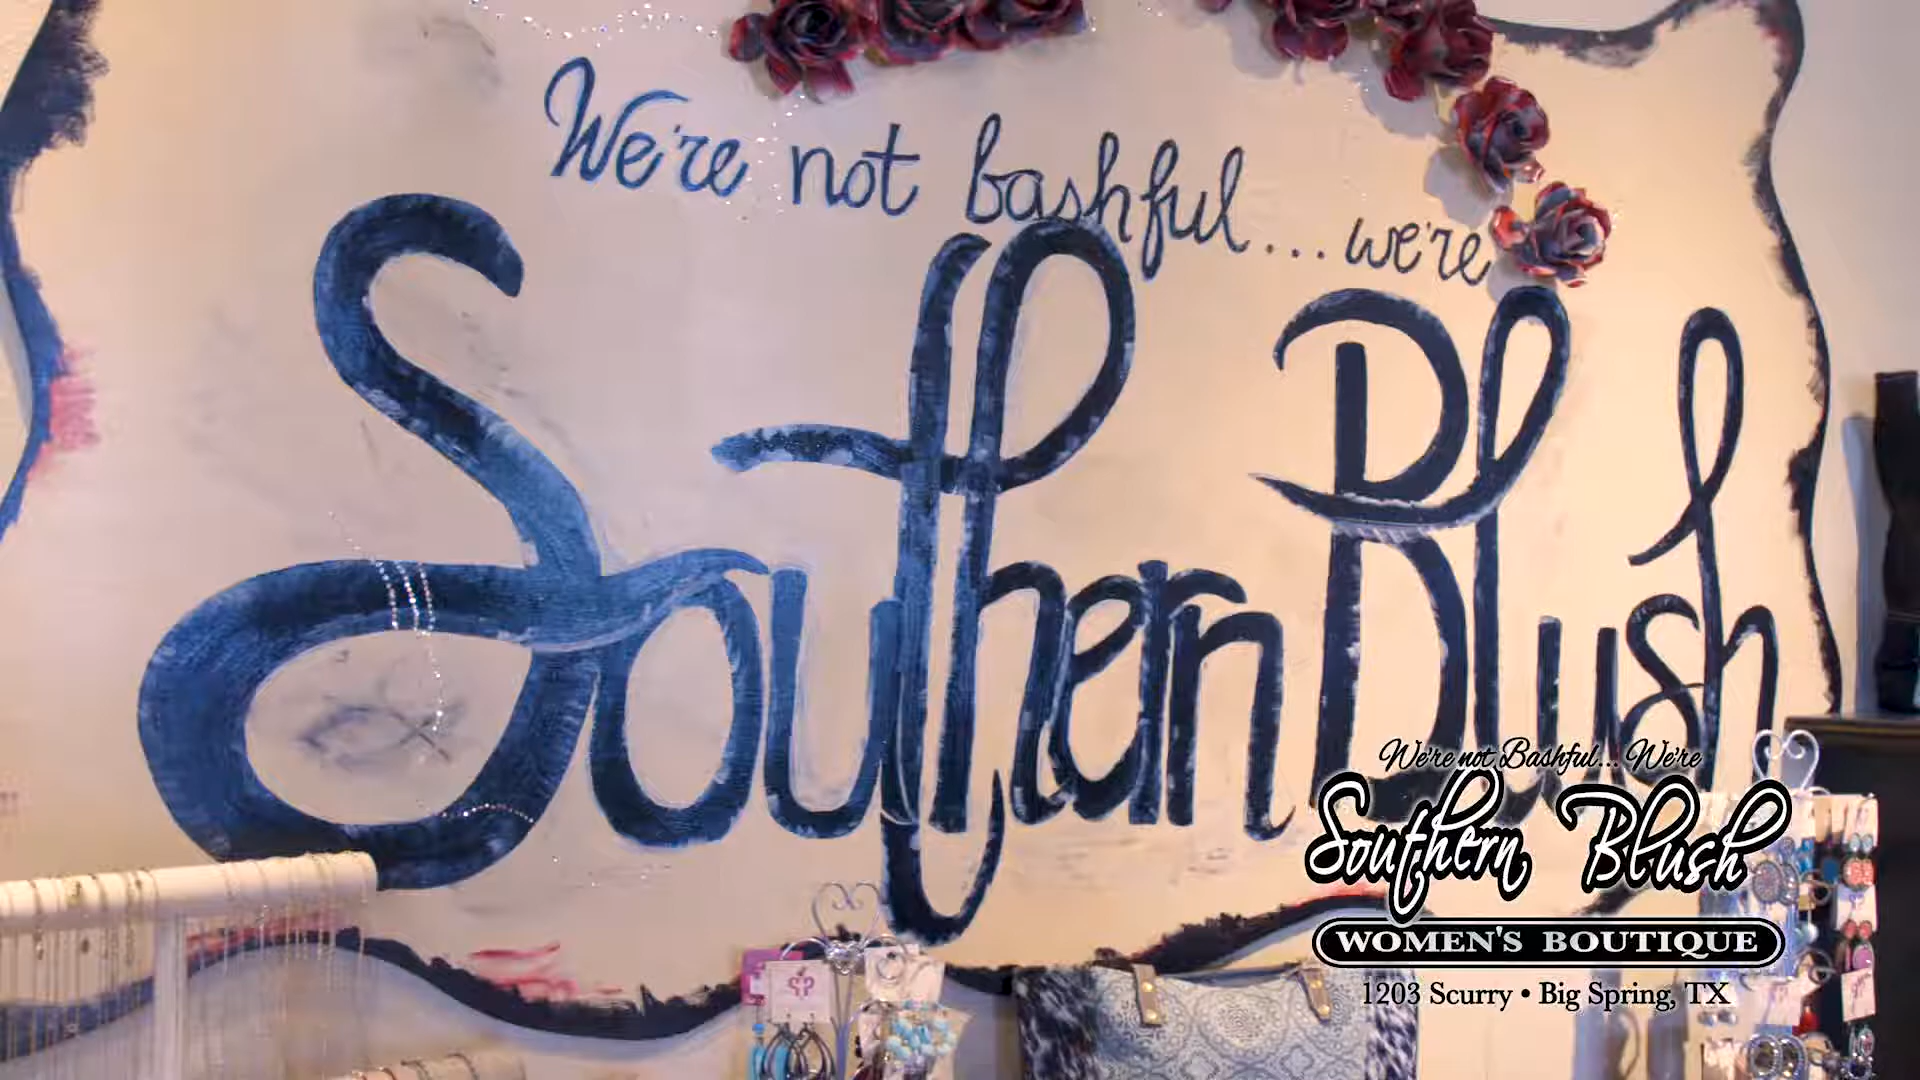 We're not bashful... we're
Southern Blush
We're not Bashful... We're
Southern Blush
WOMEN'S BOUTIQUE
1203 Scurry • Big Spring, TX